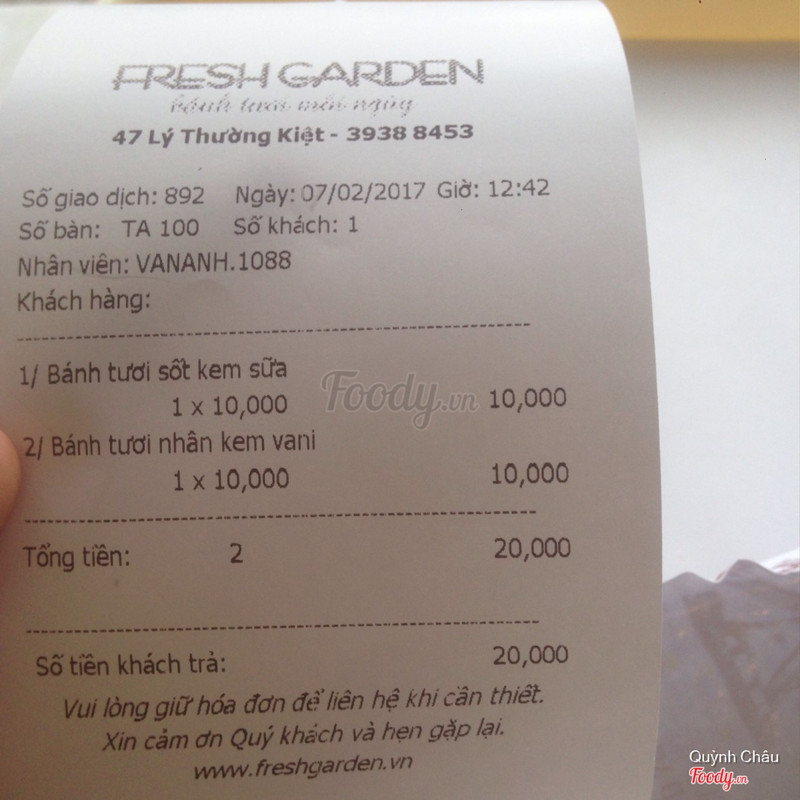 FRESH GARDEN
bánh tươi mỗi ngày
47 Lý Thường Kiệt - 3938 8453
Số giao dịch: 892 Ngày: 07/02/2017 Giờ: 12:42
Số bàn: TA 100 Số khách: 1
Nhân viên: VANANH.1088
Khách hàng:
1/ Bánh tươi sốt kem sữa
1 x 10,000 10,000
Foody.vn
2/ Bánh tươi nhân kem vani
1 x 10,000 10,000
Tổng tiền: 2 20,000
Số tiền khách trả: 20,000
Vui lòng giữ hóa đơn để liên hệ khi cần thiết.
Xin cảm ơn Quý khách và hẹn gặp lại.
www.freshgarden.vn
Quỳnh Châu
Foody.vn